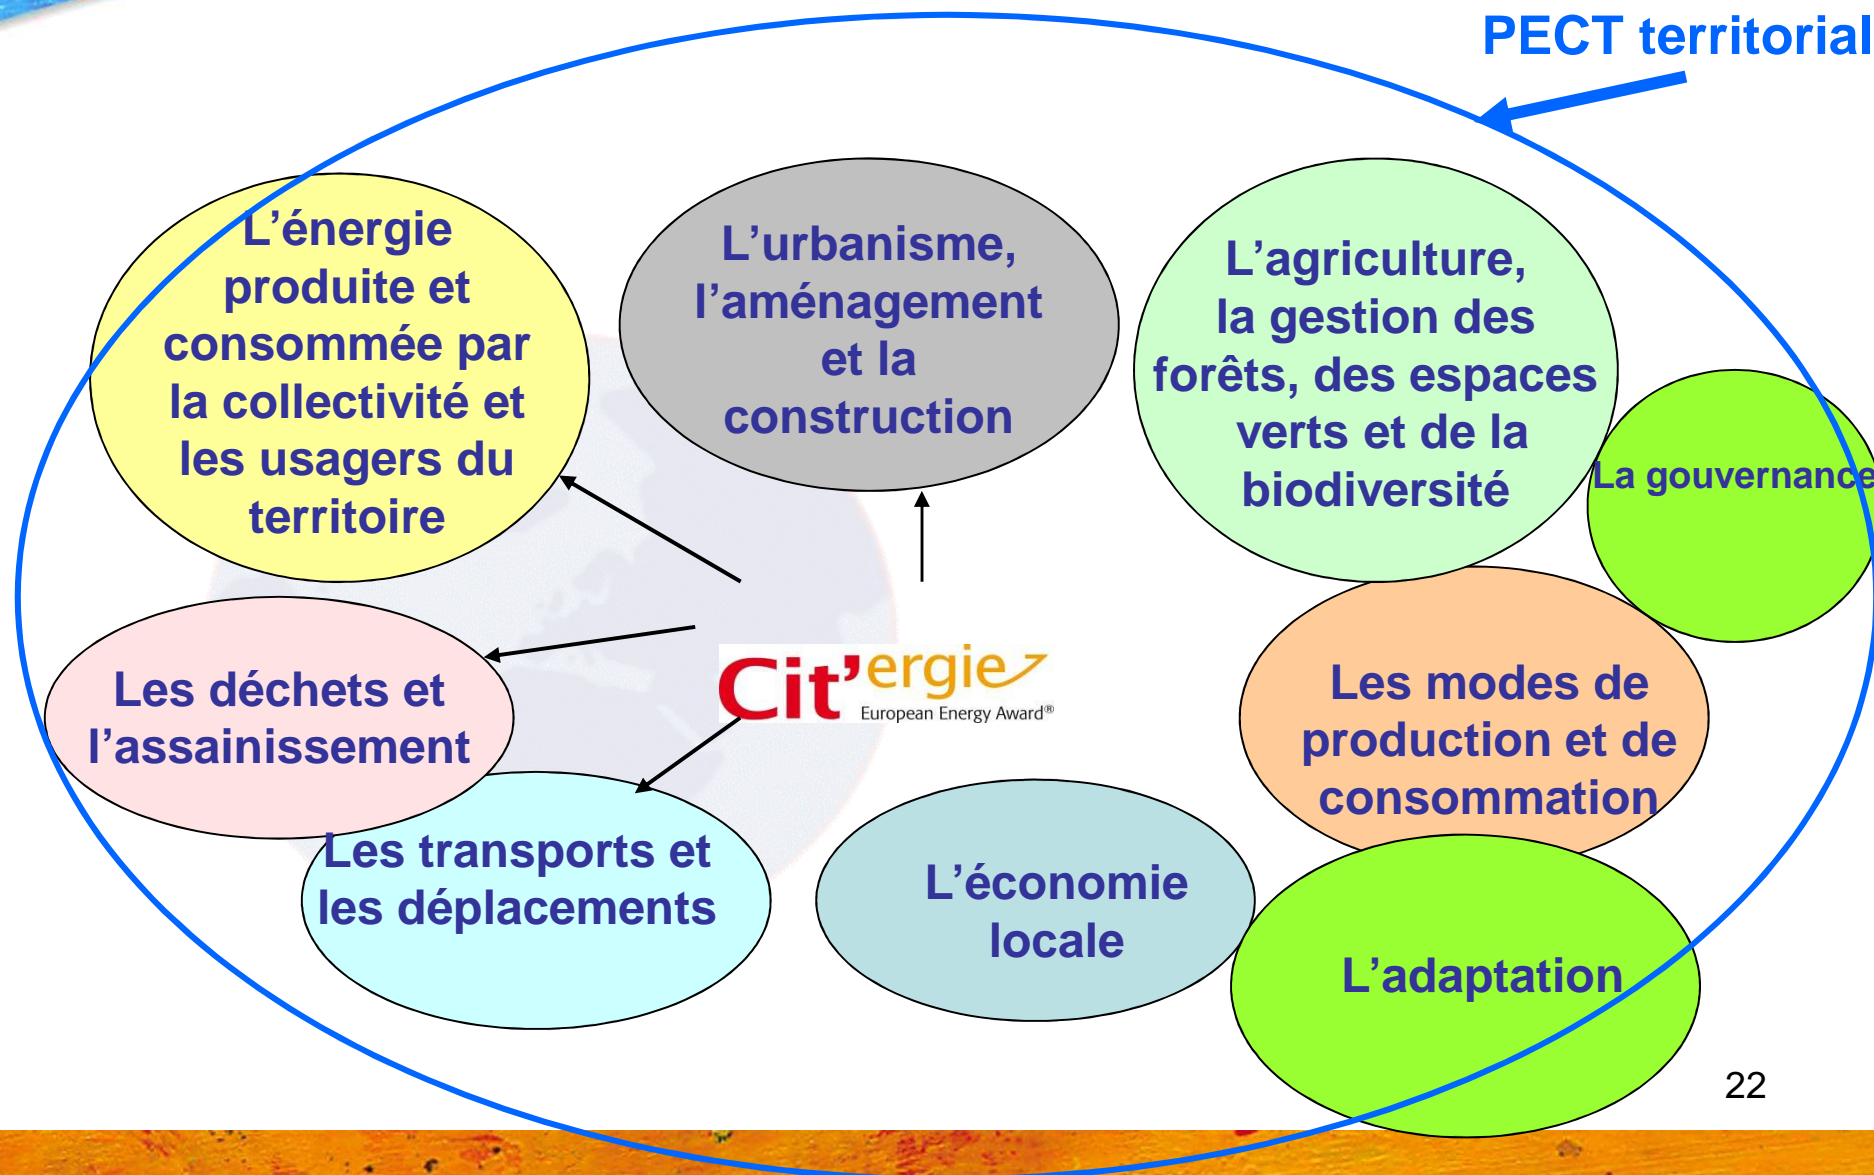 PECT territorial
L’énergie
produite et
consommée par
la collectivité et
les usagers du
territoire
L’urbanisme,
l’aménagement
et la
construction
L’agriculture,
la gestion des
forêts, des espaces
verts et de la
biodiversité
La gouvernance
Les déchets et
l’assainissement
Cit’ergie
European Energy Award®
Les modes de
production et de
consommation
Les transports et
les déplacements
L’économie
locale
L’adaptation
22